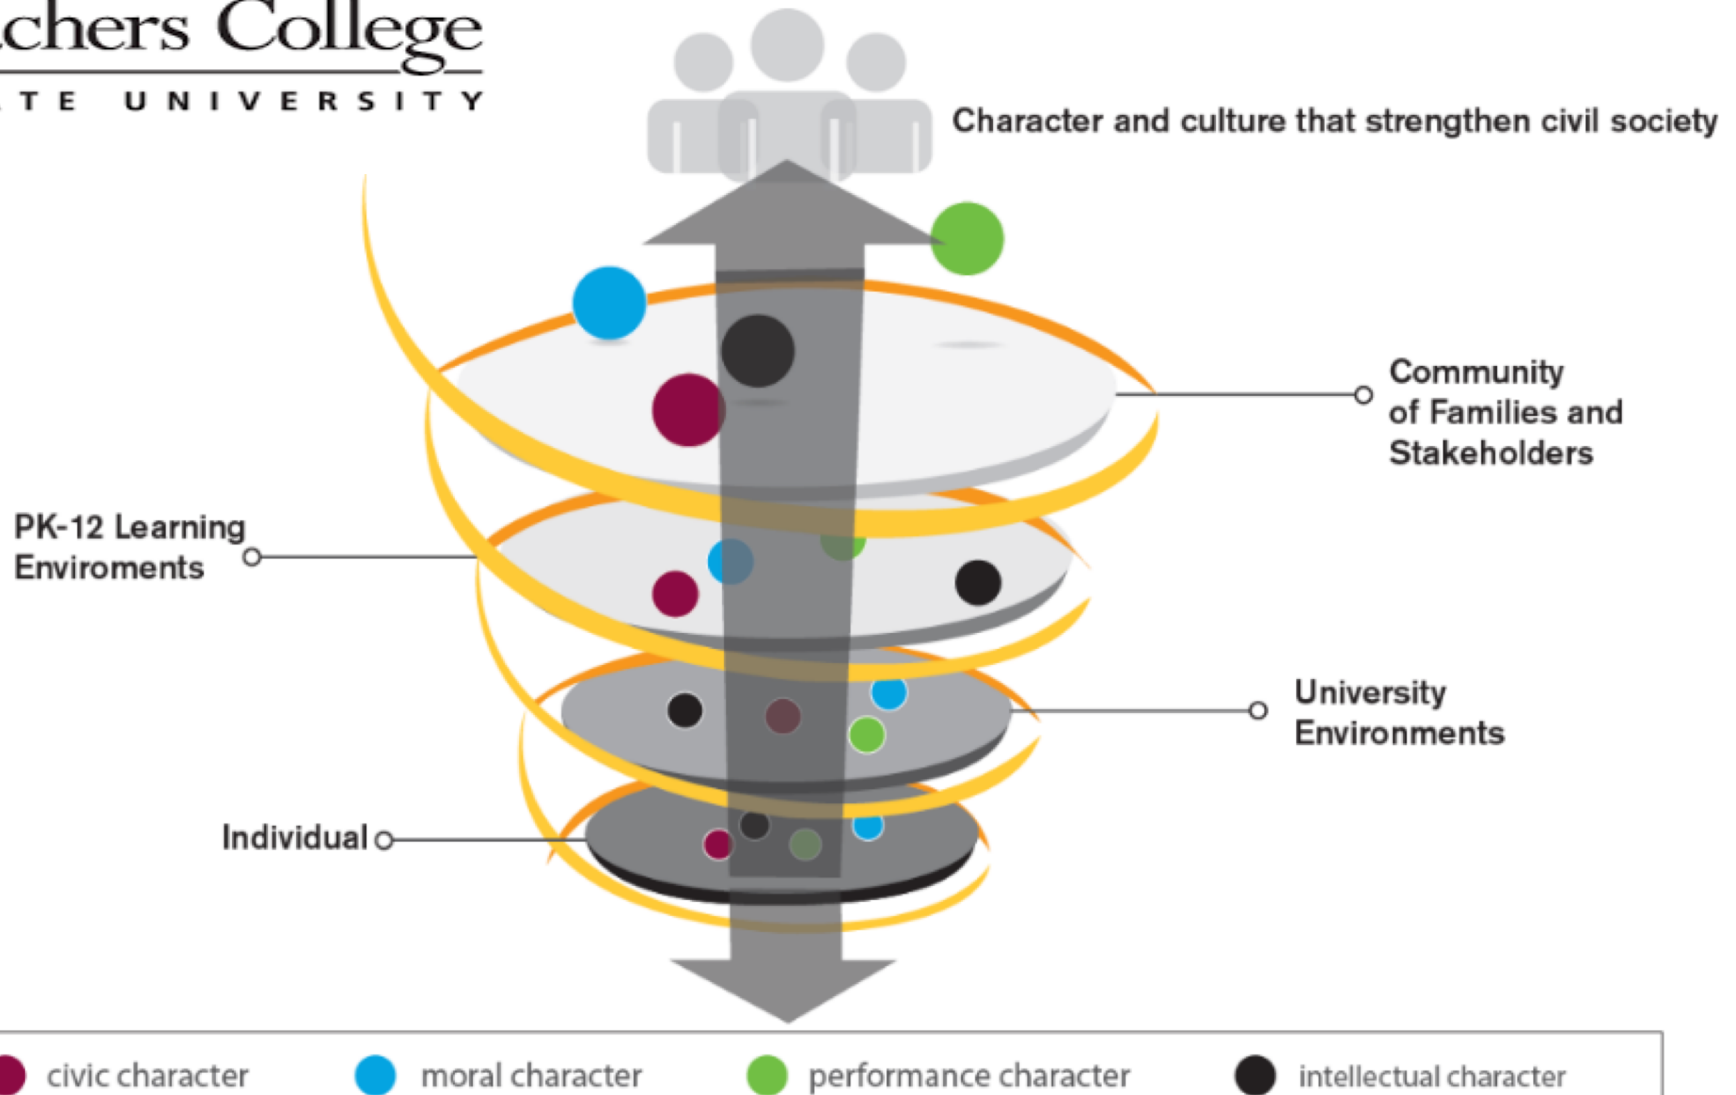 chers College
TE UNIVERSITY
Character and culture that strengthen civil society
Community
of Families and
Stakeholders
PK-12 Learning
Enviroments
University
Environments
Individual
civic character
moral character
performance character
intellectual character